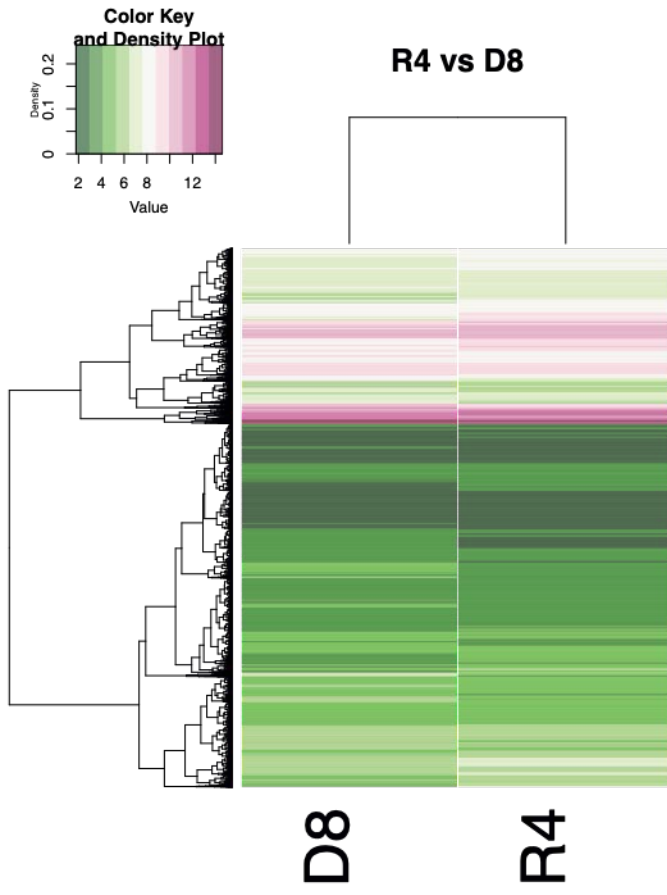 Color Key
and Density Plot
R4 vs D8
Density
0 0.1 0.2
2 4 6 8 12
Value
D8 R4